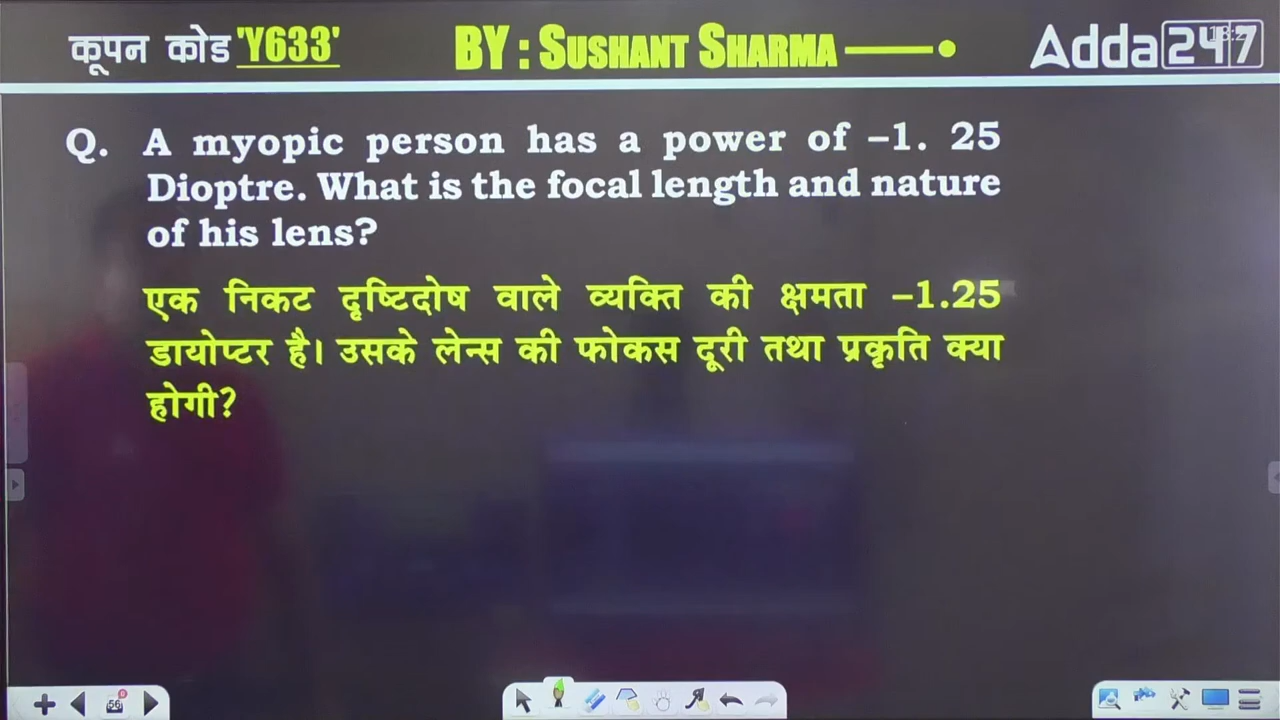 कूपन कोड 'Y633' BY : SUSHANT SHARMA Adda247
Q. A myopic person has a power of –1. 25
Dioptre. What is the focal length and nature
of his lens?
एक निकट दृष्टिदोष वाले व्यक्ति की क्षमता –1.25
डायोप्टर है। उसके लेन्स की फोकस दूरी तथा प्रकृति क्या
होगी?
56